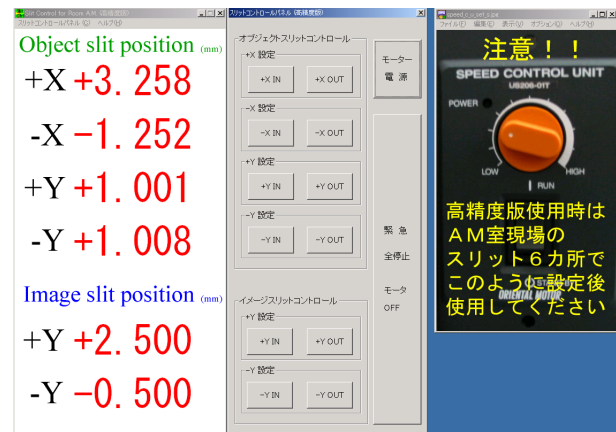 Slit Control for Room A.M. (高精度版)
スリットコントロールパネル (Q) ヘルプ(H)
Object slit position (mm)
+X +3.258
-X -1.252
+Y +1.001
-Y +1.008
Image slit position (mm)
+Y +2.500
-Y -0.500
スリットコントロールパネル (高精度版)
オブジェクトスリットコントロール
+X 設定
+X IN
+X OUT
-X 設定
-X IN
-X OUT
+Y 設定
+Y IN
+Y OUT
-Y 設定
-Y IN
-Y OUT
イメージスリットコントロール
+Y 設定
+Y IN
+Y OUT
-Y 設定
-Y IN
-Y OUT
モーター
電 源
緊 急
全停止
モータ
OFF
ファイル(F) 編集(E) 表示(V) オプション(O) ヘルプ(H)
注意！！
SPEED CONTROL UNIT
US206-01T
POWER
LOW
HIGH
RUN
高精度版使用時は
ＡＭ室現場の
スリット６カ所で
このように設定後
使用してください
ORIENTAL MOTOR